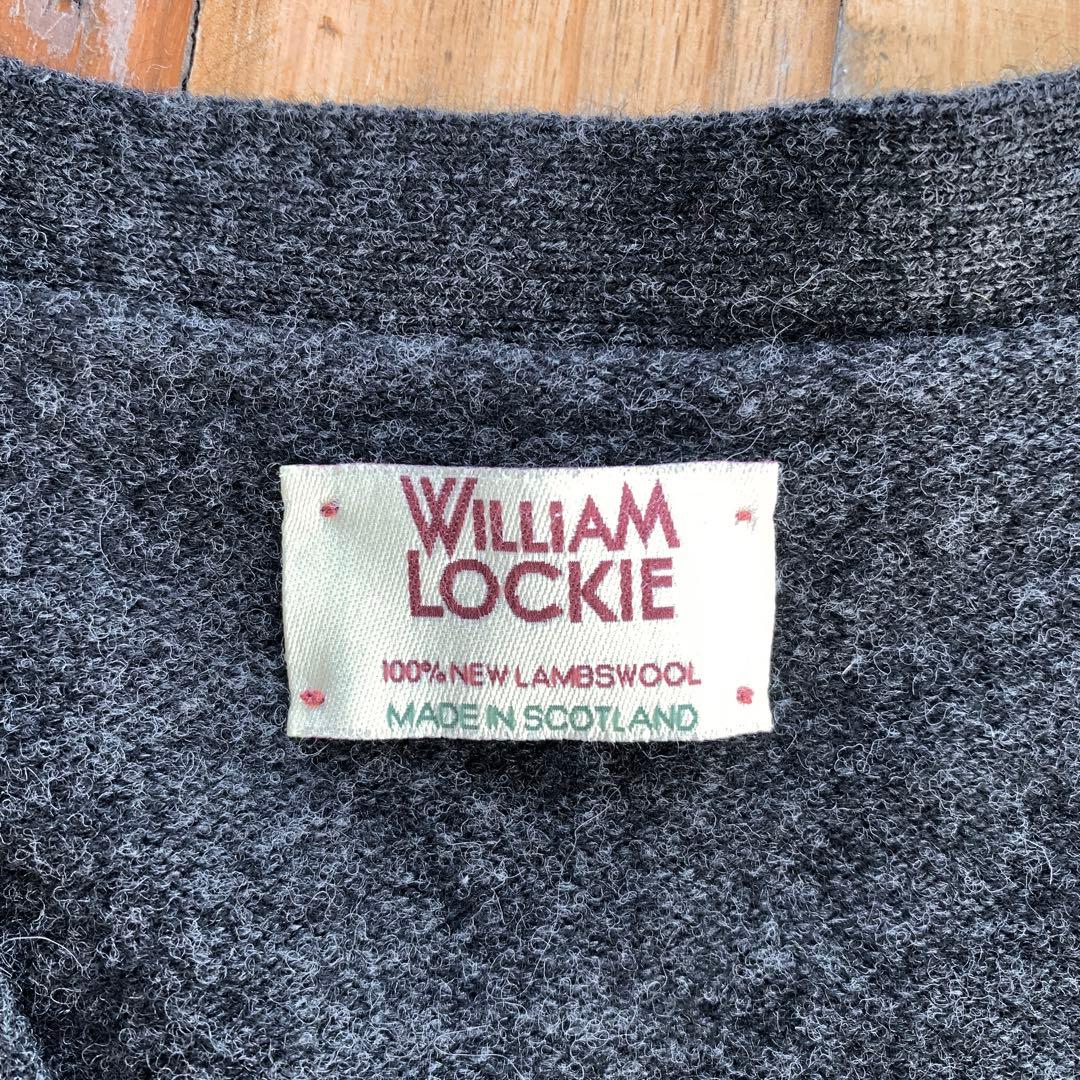 WILLiAM
LOCKIE
100% NEW LAMBSWOOL
MADE IN SCOTLAND